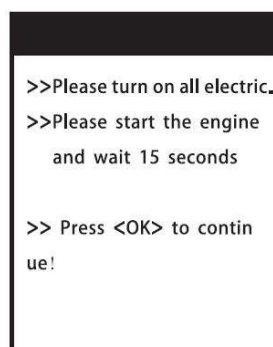 >>Please turn on all electric.
>>Please start the engine
and wait 15 seconds
>> Press <OK> to contin
ue!